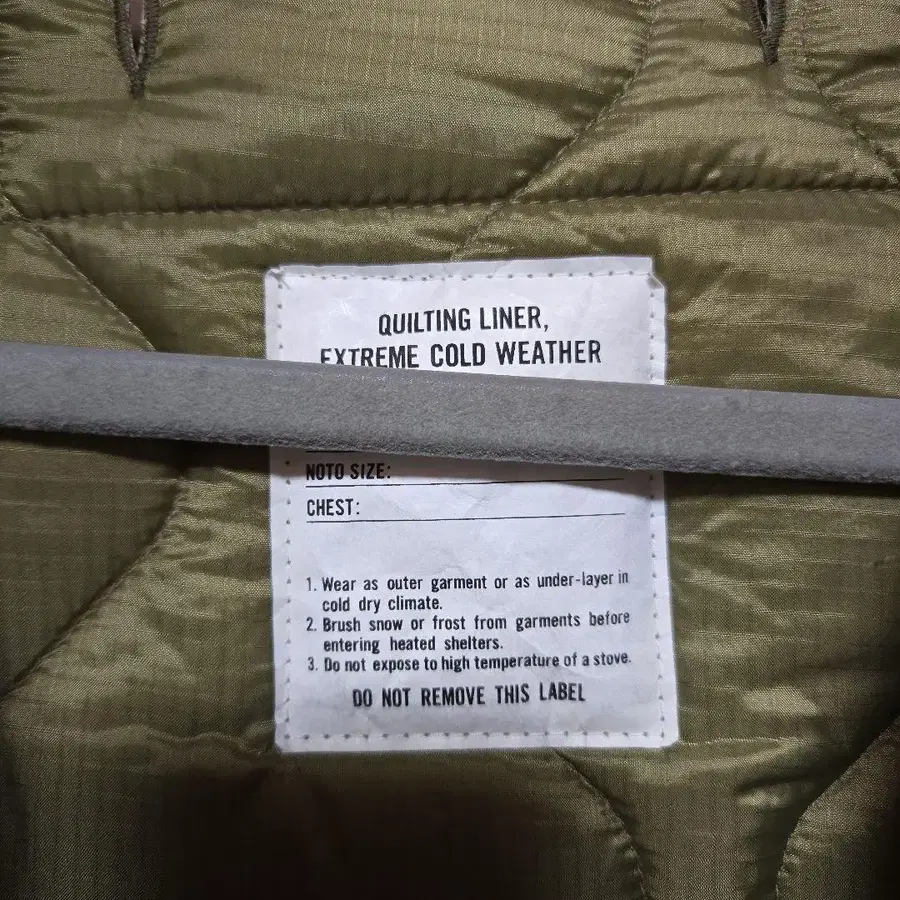 QUILTING LINER,
EXTREME COLD WEATHER
NOTO SIZE:
CHEST:
1. Wear as outer garment or as under-layer in
cold dry climate.
2. Brush snow or frost from garments before
entering heated shelters.
3. Do not expose to high temperature of a stove.
DO NOT REMOVE THIS LABEL